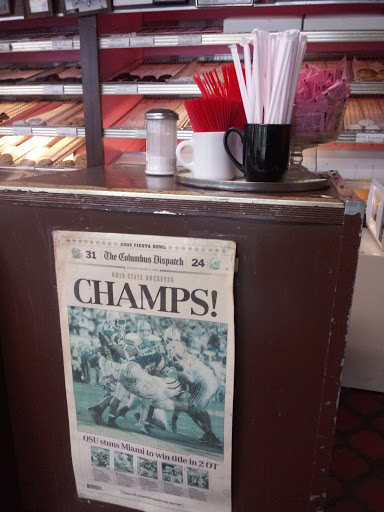 2003 FIESTA BOWL
31 The Columbus Dispatch 24
OHIO STATE BUCKEYES
CHAMPS!
OSU stuns Miami to win title in 2 OT